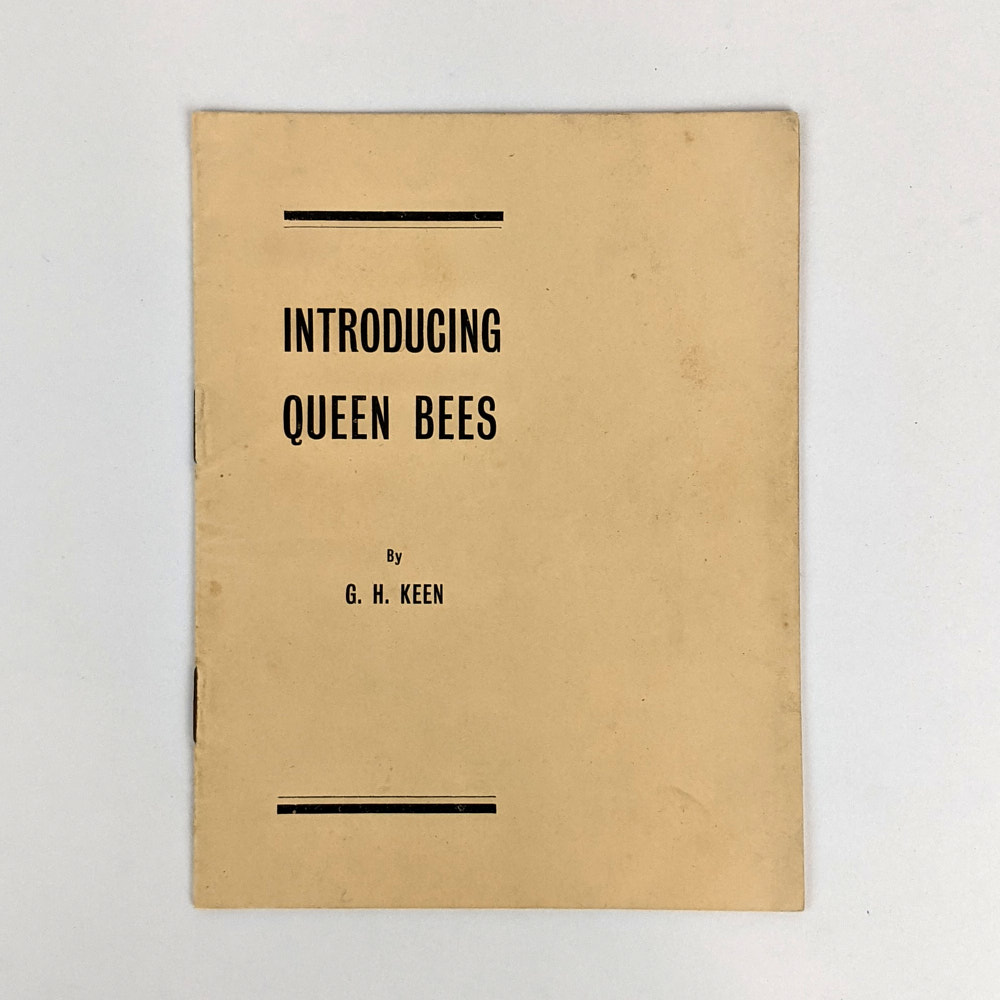 INTRODUCING
QUEEN BEES
By
G. H. KEEN